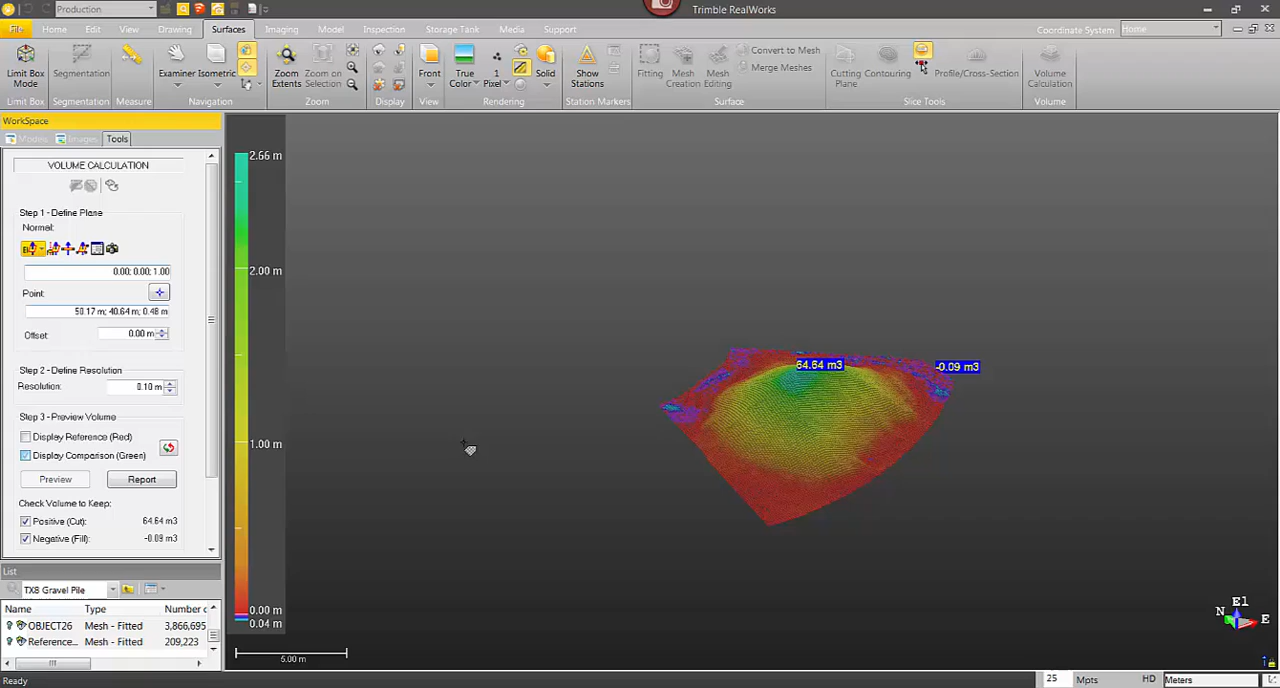 Production
Trimble RealWorks
File Home Edit View Drawing Surfaces Imaging Model Inspection Storage Tank Media Support Coordinate System Home
Convert to Mesh
Merge Meshes
Limit Box Mode Segmentation Examiner Isometric Zoom Extents Zoom on Selection Front True Color 1 Pixel Solid Show Stations Fitting Mesh Creation Mesh Editing Cutting Plane Contouring Profile/Cross-Section Volume Calculation
Limit Box Segmentation Measure Navigation Zoom Display View Rendering Station Markers Surface Slice Tools Volume
WorkSpace
Models Images Tools
VOLUME CALCULATION
Step 1 - Define Plane
Normal:
0.00; 0.00; 1.00
Point:
50.17 m; 40.64 m; 0.48 m
Offset: 0.00 m
Step 2 - Define Resolution
Resolution: 0.10 m
Step 3 - Preview Volume
Display Reference (Red)
Display Comparison (Green)
Preview Report
Check Volume to Keep:
Positive (Cut): 64.64 m3
Negative (Fill): -0.09 m3
List
TX8 Gravel Pile
Name Type Number c
OBJECT26 Mesh - Fitted 3,866,695
Reference... Mesh - Fitted 209,223
Ready
2.66 m
2.00 m
1.00 m
0.00 m
0.04 m
5.00 m
64.64 m3
-0.09 m3
El
N
E
25 Mpts HD Meters